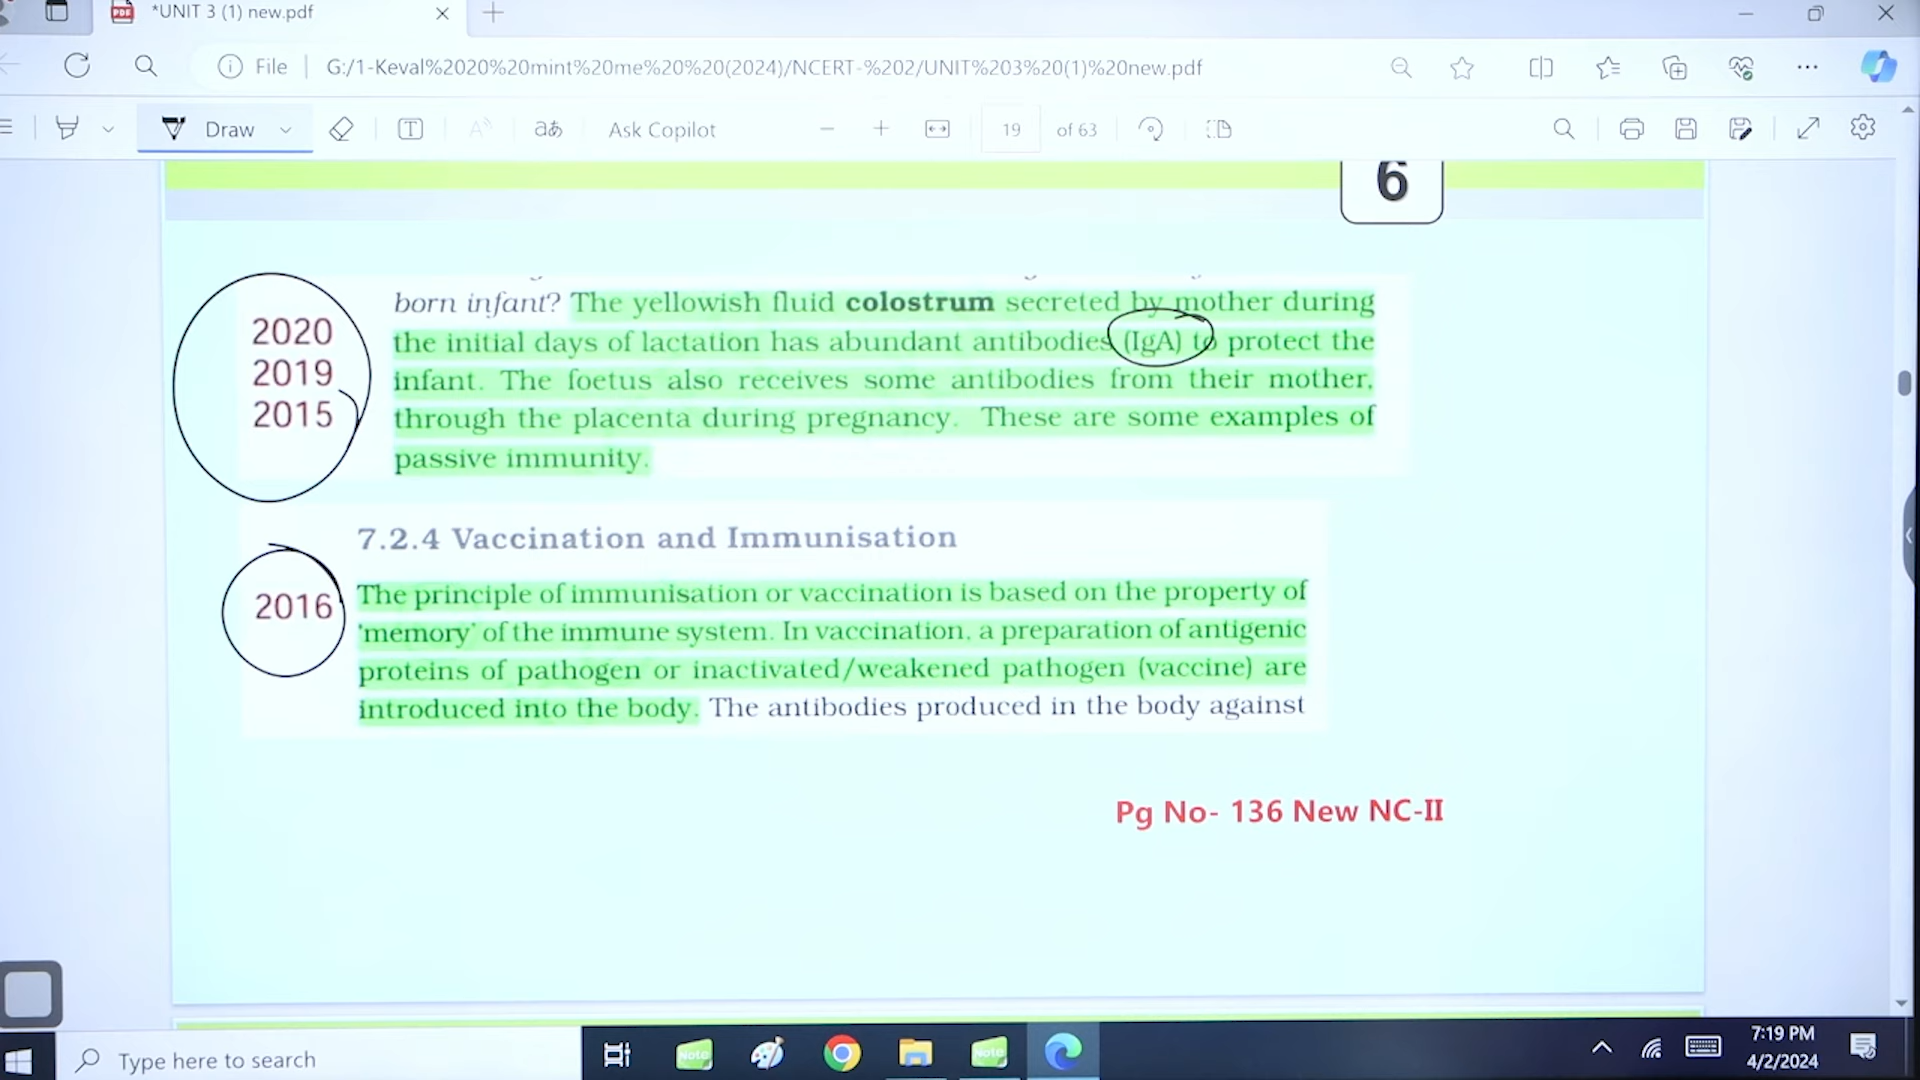 *UNIT 3 (1) new.pdf
File
G:/1-Keval%2020%20mint%20me%20%20(2024)/NCERT-%202/UNIT%203%20(1)%20new.pdf
Draw
Ask Copilot
19 of 63
6
born infant? The yellowish fluid colostrum secreted by mother during
the initial days of lactation has abundant antibodies (IgA) to protect the
infant. The foetus also receives some antibodies from their mother,
through the placenta during pregnancy. These are some examples of
passive immunity.
2020
2019
2015
7.2.4 Vaccination and Immunisation
2016
The principle of immunisation or vaccination is based on the property of
'memory' of the immune system. In vaccination, a preparation of antigenic
proteins of pathogen or inactivated/weakened pathogen (vaccine) are
introduced into the body. The antibodies produced in the body against
Pg No- 136 New NC-II
Type here to search
Note
Note
7:19 PM
4/2/2024